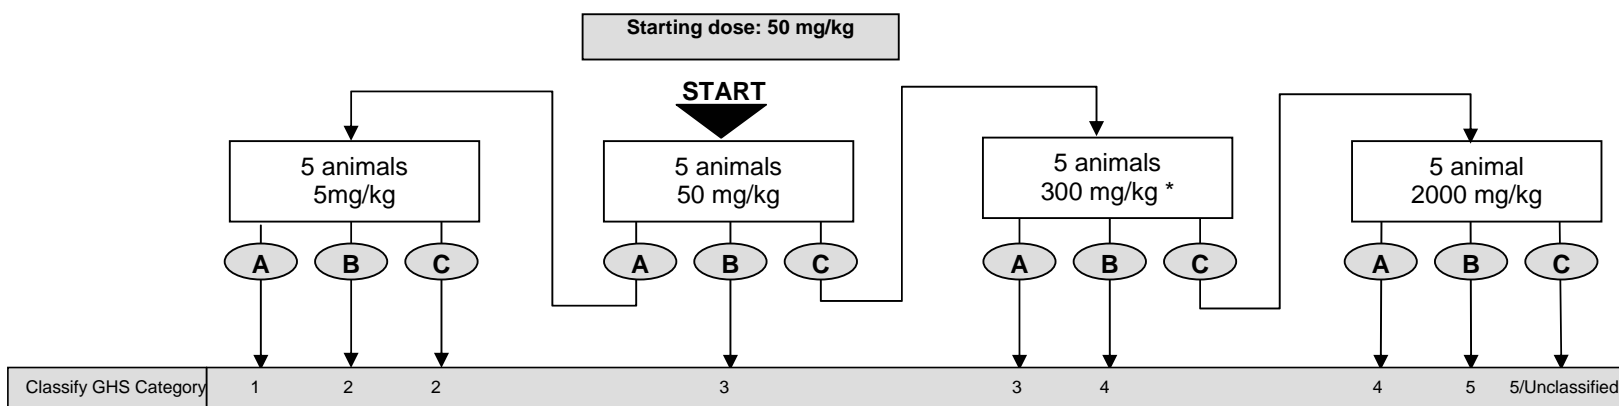 Starting dose: 50 mg/kg
START
5 animals
5mg/kg
5 animals
50 mg/kg
5 animals
300 mg/kg *
5 animal
2000 mg/kg
A B C A B C A B C A B C
Classify GHS Category 1 2 2 3 3 4 4 5 5/Unclassified